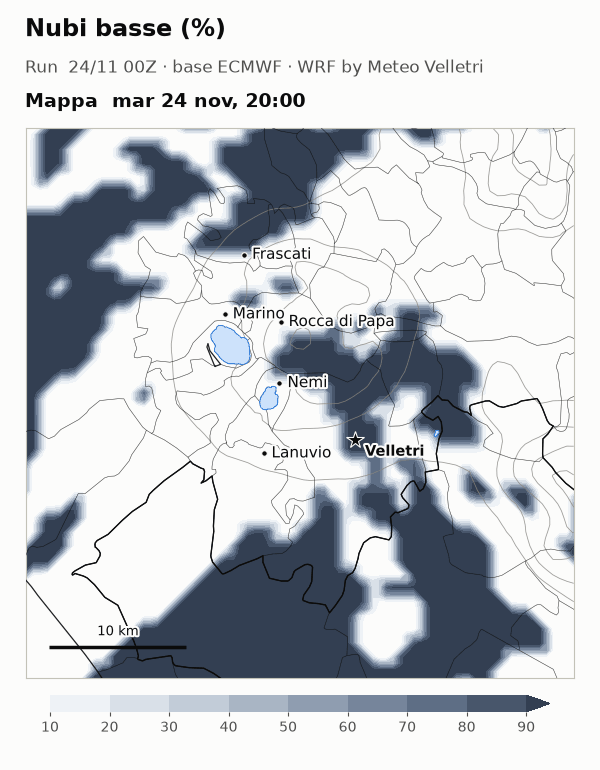 Nubi basse (%)
Run  24/11 00Z · base ECMWF · WRF by Meteo Velletri
Mappa  mar 24 nov, 20:00
Frascati
Marino
Rocca di Papa
Nemi
Velletri
Lanuvio
10 km
10 20 30 40 50 60 70 80 90